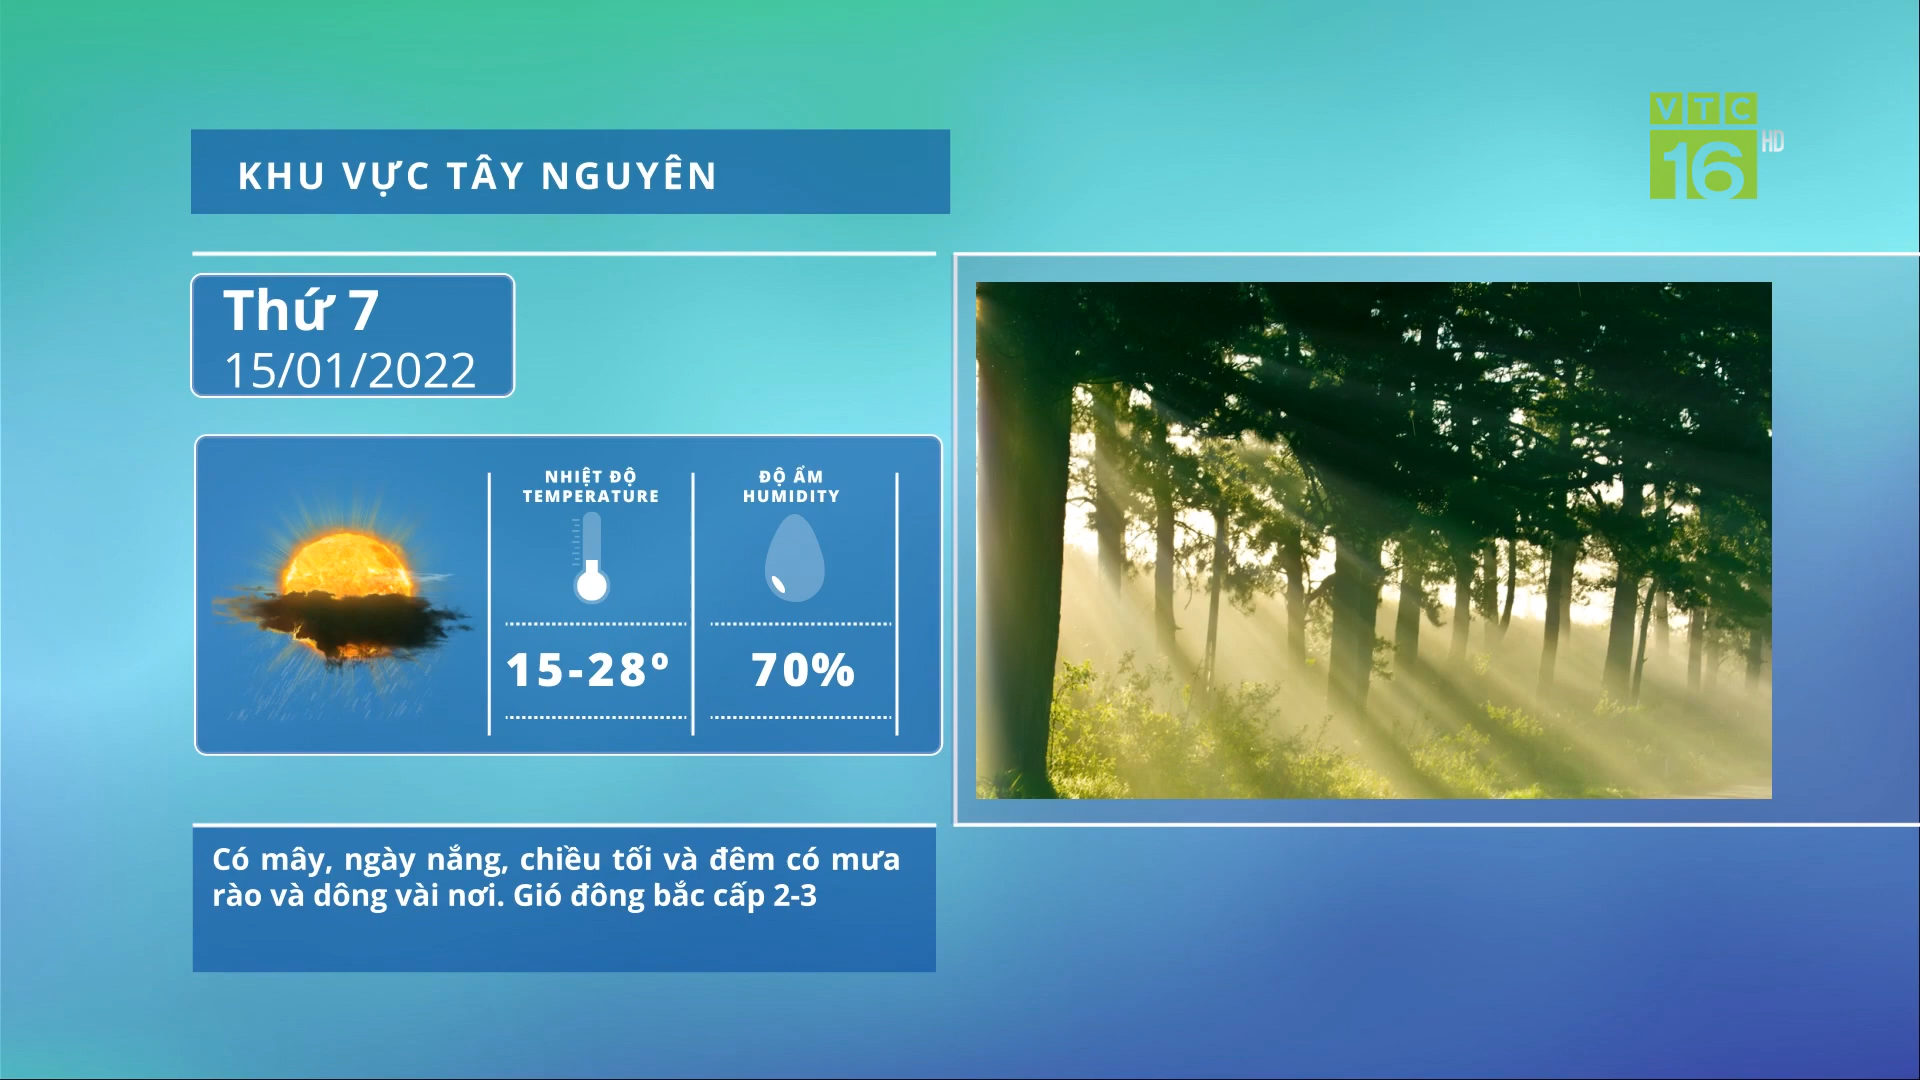 VTC
16 HD
KHU VỰC TÂY NGUYÊN
Thứ 7
15/01/2022
NHIỆT ĐỘ
TEMPERATURE
15-28º
ĐỘ ẨM
HUMIDITY
70%
Có mây, ngày nắng, chiều tối và đêm có mưa
rào và dông vài nơi. Gió đông bắc cấp 2-3